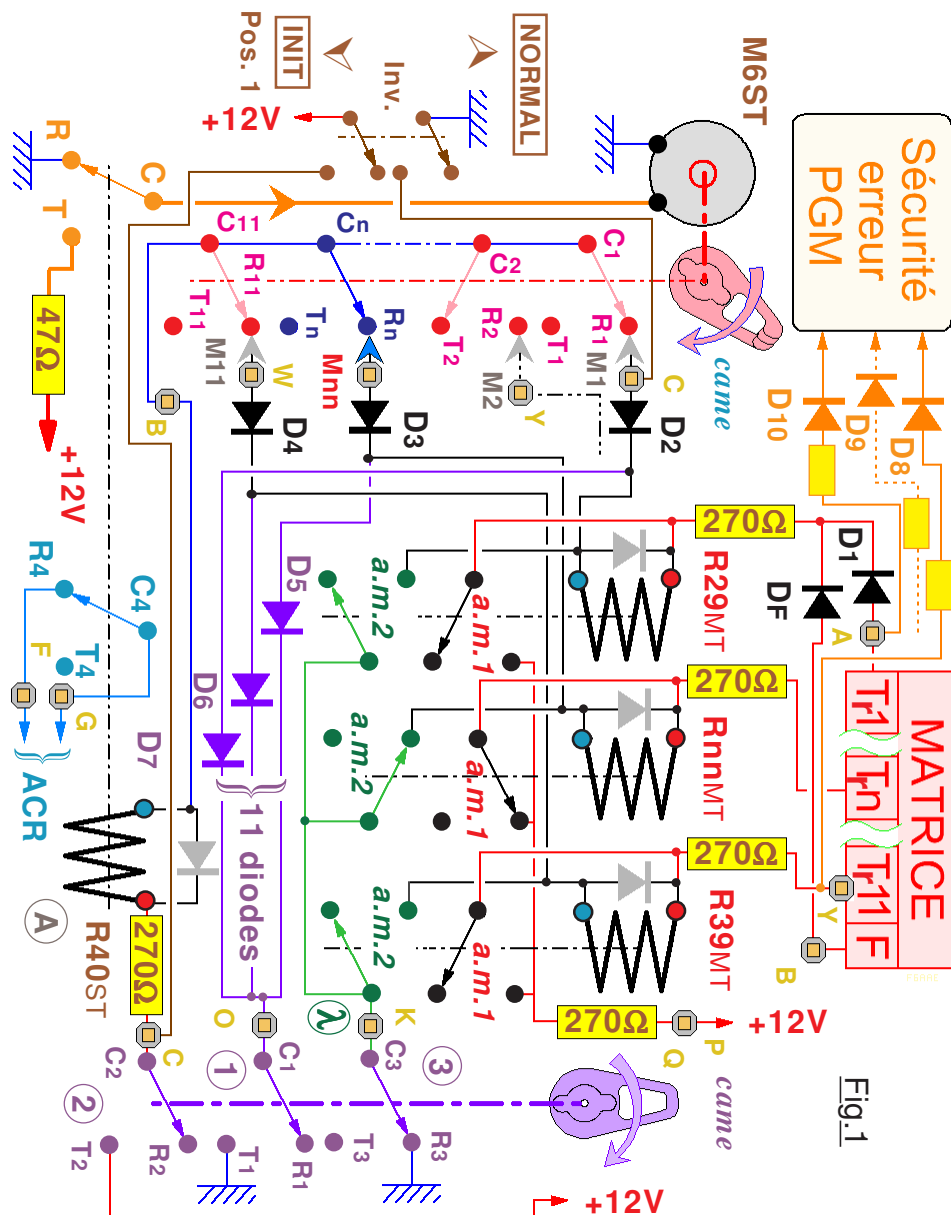 Sécurité
erreur
PGM
MATRICE
Tr1
Trn
Tr11
F
Fig.1
M6ST
came
D10
D9
D8
D1
DF
A
Y
B
270Ω
270Ω
270Ω
270Ω
+12V
P
Q
came
R29MT
RnnMT
R39MT
NORMAL
Inv.
INIT
Pos. 1
+12V
C1
C2
Cn
C11
R1
T1
R2
T2
Rn
Tn
R11
T11
M1
M2
Mnn
M11
C
Y
W
B
D2
D3
D4
D5
D6
D7
a.m.1
a.m.1
a.m.1
a.m.2
a.m.2
a.m.2
λ
K
O
C
11 diodes
C3
R3
T3
3
C1
R1
T1
1
C2
R2
T2
2
+12V
R
C
T
47Ω
+12V
R4
C4
T4
F
G
ACR
A
R40ST
270Ω